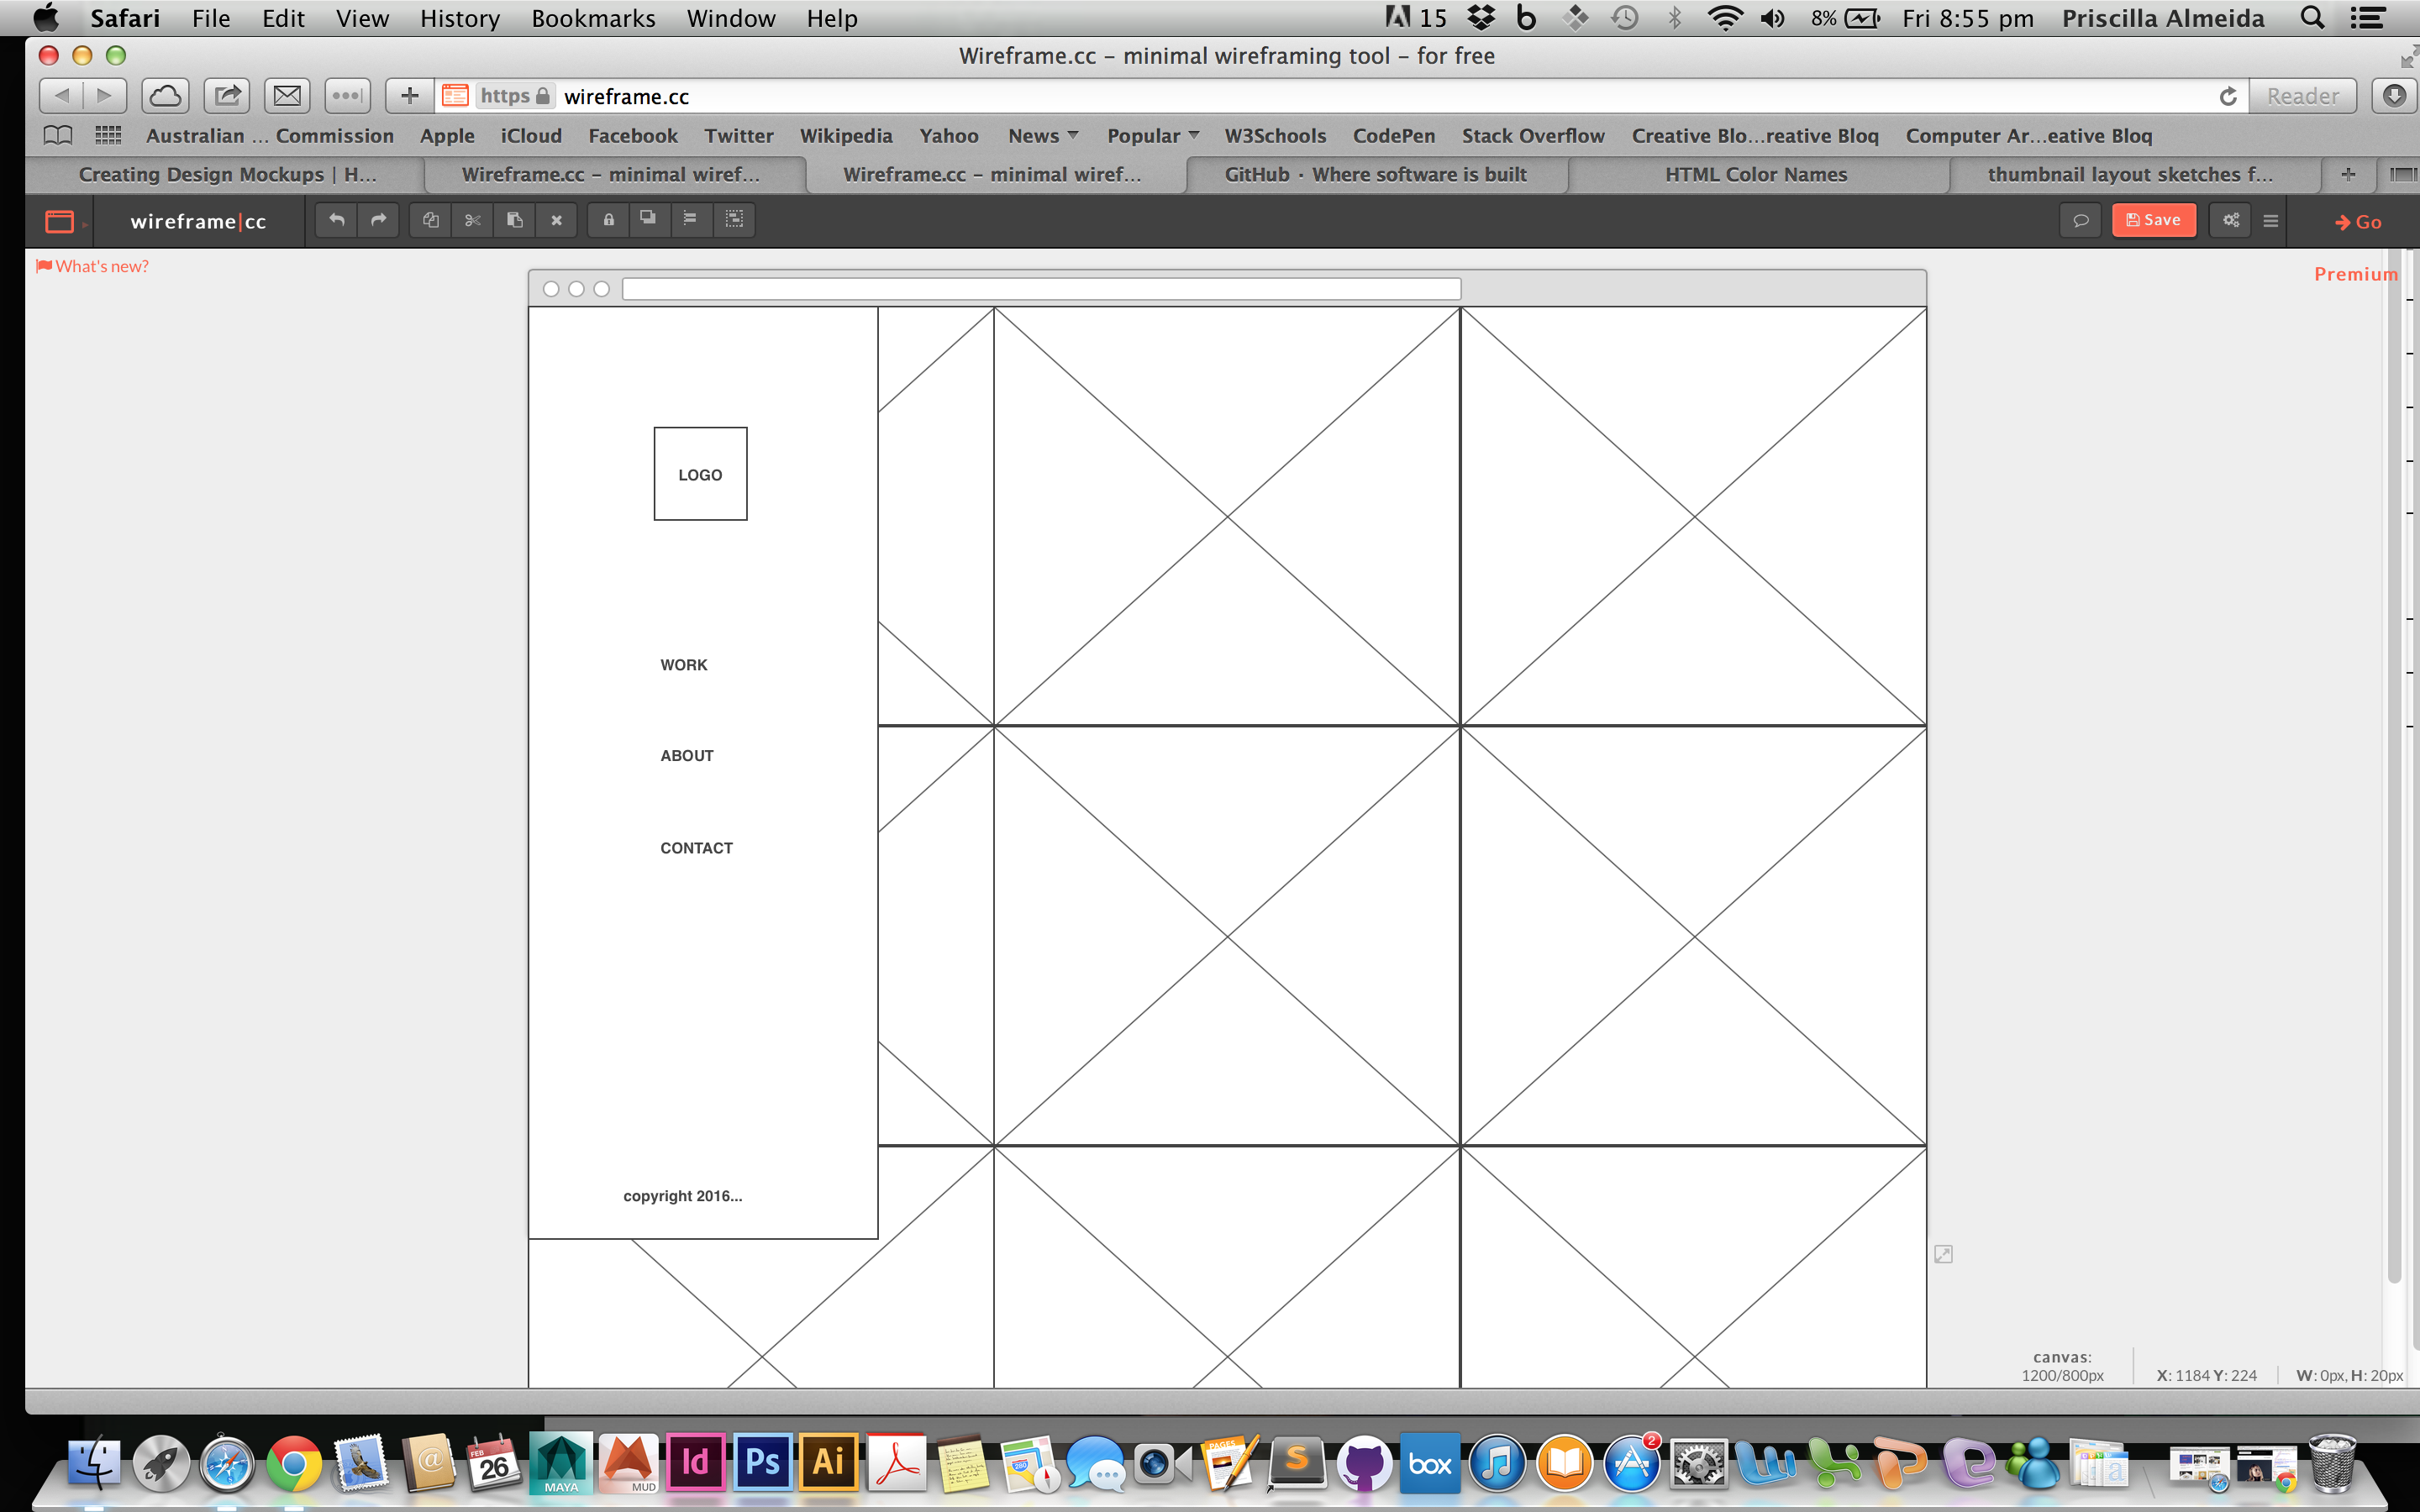 Safari File Edit View History Bookmarks Window Help 15 8% Fri 8:55 pm Priscilla Almeida
Wireframe.cc – minimal wireframing tool – for free
https wireframe.cc Reader
Australian ... Commission Apple iCloud Facebook Twitter Wikipedia Yahoo News Popular W3Schools CodePen Stack Overflow Creative Blo...reative Bloq Computer Ar...eative Bloq
Creating Design Mockups | H... Wireframe.cc – minimal wiref... Wireframe.cc – minimal wiref... GitHub · Where software is built HTML Color Names thumbnail layout sketches f...
wireframe|cc Save Go
What's new? Premium
LOGO
WORK
ABOUT
CONTACT
copyright 2016...
canvas:
1200/800px X: 1184 Y: 224 W: 0px, H: 20px
FEB
26
MAYA
MUD
Id
Ps
Ai
280
PAGES
S
box
2